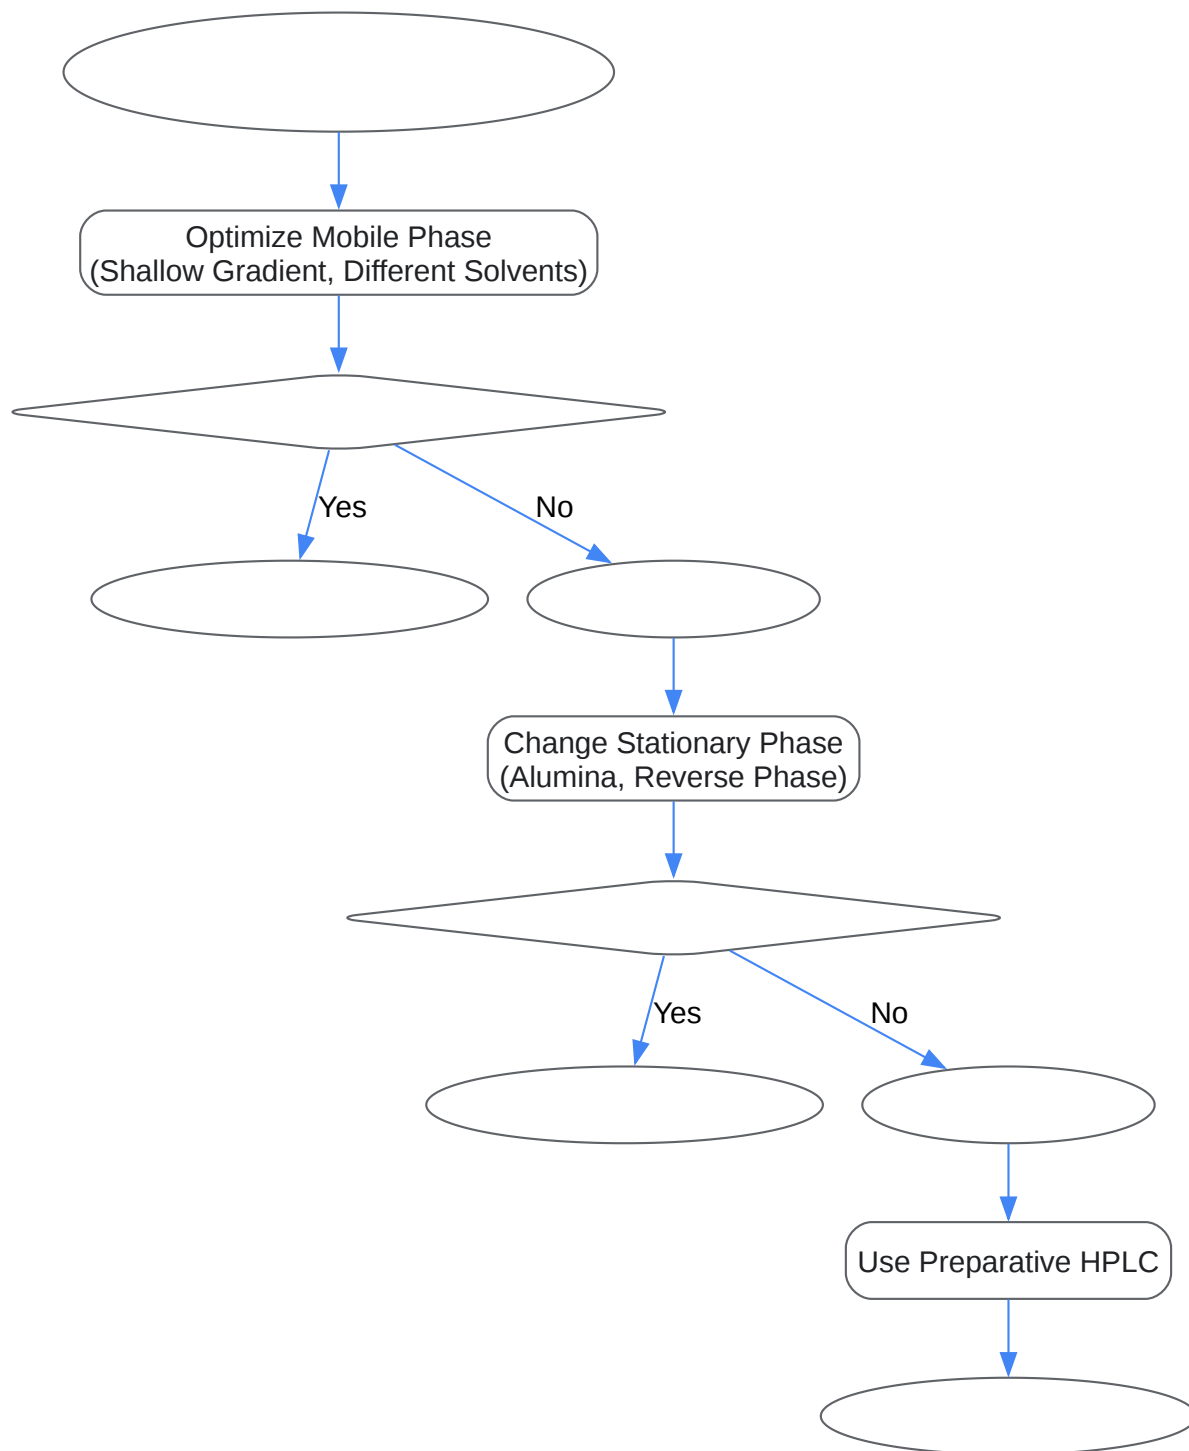 Optimize Mobile Phase
(Shallow Gradient, Different Solvents)
Yes
No
Change Stationary Phase
(Alumina, Reverse Phase)
Yes
No
Use Preparative HPLC